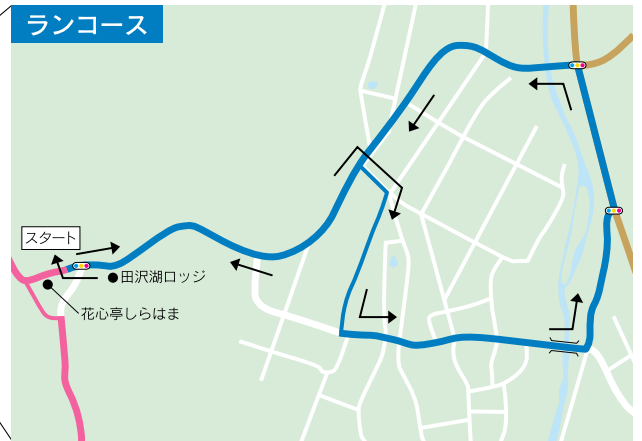 ランコース
スタート
田沢湖ロッジ
花心亭しらはま